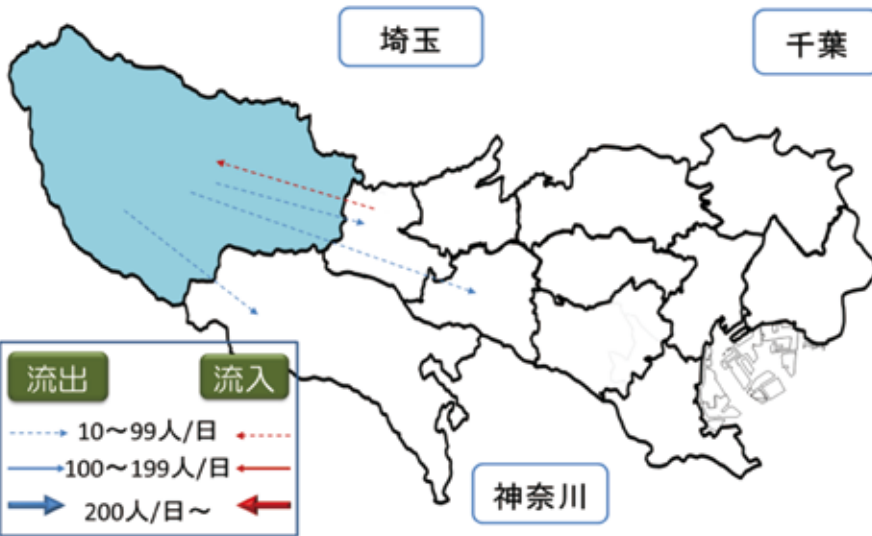 埼玉
千葉
流出 流入
10～99人/日
100～199人/日
200人/日～
神奈川